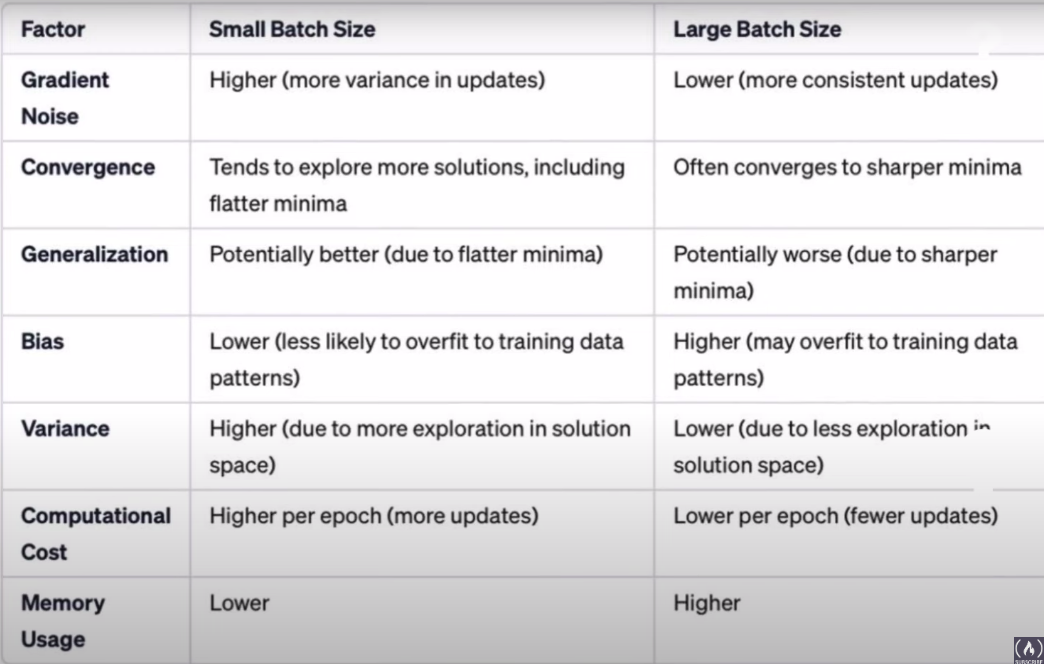 Factor Small Batch Size Large Batch Size
Gradient Noise Higher (more variance in updates) Lower (more consistent updates)
Convergence Tends to explore more solutions, including flatter minima Often converges to sharper minima
Generalization Potentially better (due to flatter minima) Potentially worse (due to sharper minima)
Bias Lower (less likely to overfit to training data patterns) Higher (may overfit to training data patterns)
Variance Higher (due to more exploration in solution space) Lower (due to less exploration in solution space)
Computational Cost Higher per epoch (more updates) Lower per epoch (fewer updates)
Memory Usage Lower Higher
SUBSCRIBE